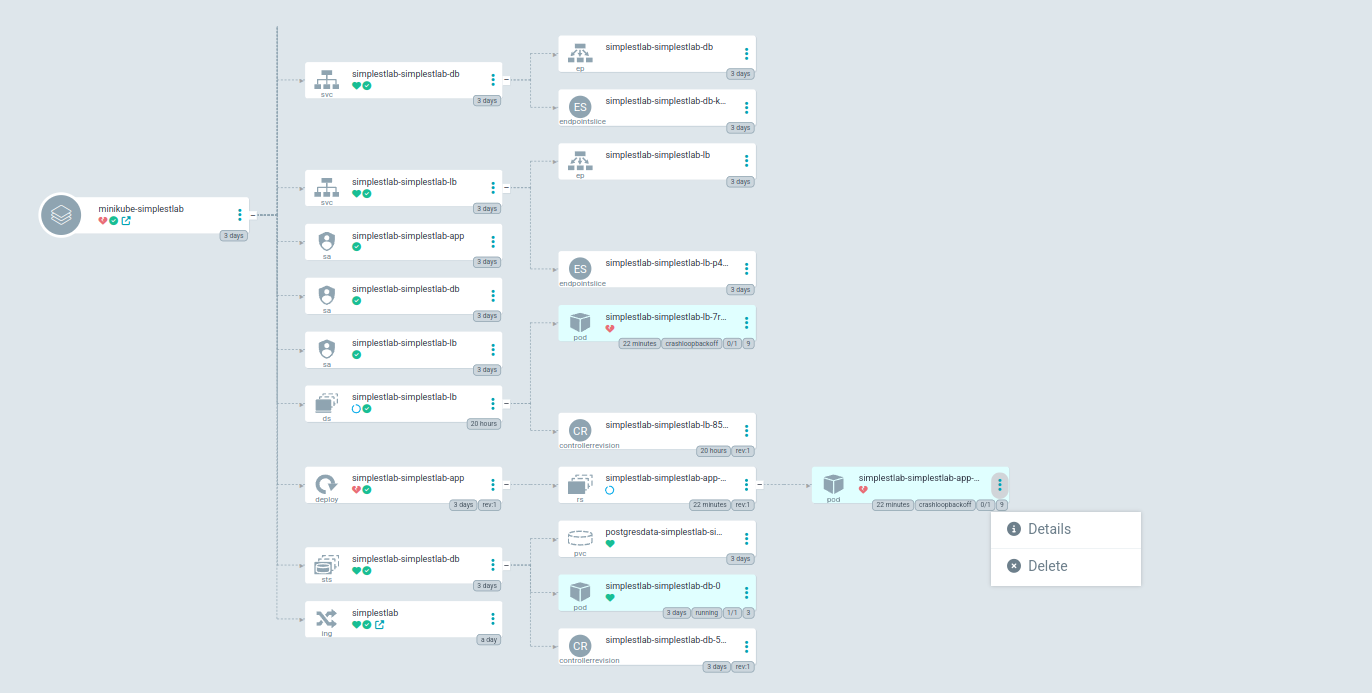 minikube-simplestlab
3 days
simplestlab-simplestlab-db
svc
3 days
simplestlab-simplestlab-db
ep
3 days
ES
simplestlab-simplestlab-db-k...
endpointslice
3 days
simplestlab-simplestlab-lb
svc
3 days
simplestlab-simplestlab-lb
ep
3 days
ES
simplestlab-simplestlab-lb-p4...
endpointslice
3 days
simplestlab-simplestlab-app
sa
3 days
simplestlab-simplestlab-db
sa
3 days
simplestlab-simplestlab-lb
sa
3 days
simplestlab-simplestlab-lb
ds
20 hours
simplestlab-simplestlab-lb-7r...
pod
22 minutes crashloopbackoff 0/1 9
CR
simplestlab-simplestlab-lb-85...
controllerrevision
20 hours rev:1
simplestlab-simplestlab-app
deploy
3 days rev:1
simplestlab-simplestlab-app-...
rs
22 minutes rev:1
simplestlab-simplestlab-app-...
pod
22 minutes crashloopbackoff 0/1 9
Details
Delete
simplestlab-simplestlab-db
sts
3 days
postgresdata-simplestlab-si...
pvc
3 days
simplestlab-simplestlab-db-0
pod
3 days running 1/1 3
CR
simplestlab-simplestlab-db-5...
controllerrevision
3 days rev:1
simplestlab
ing
a day